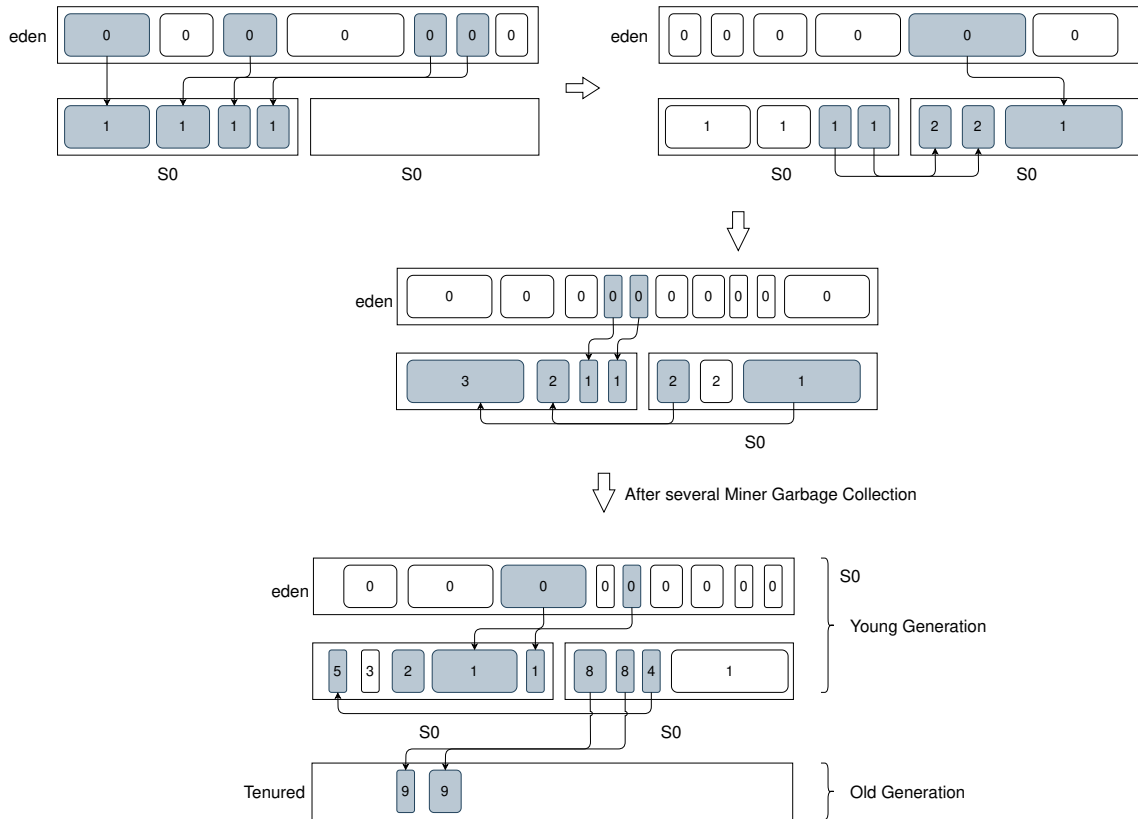 eden 0 0 0 0 0 0 0
1 1 1 1
S0 S0
eden 0 0 0 0 0 0
1 1 1 1 2 2 1
S0 S0
eden 0 0 0 0 0 0 0 0 0 0
3 2 1 1 2 2 1
S0
After several Miner Garbage Collection
eden 0 0 0 0 0 0 0 0 0
S0
Young Generation
5 3 2 1 1 8 8 4 1
S0 S0
Tenured 9 9 Old Generation